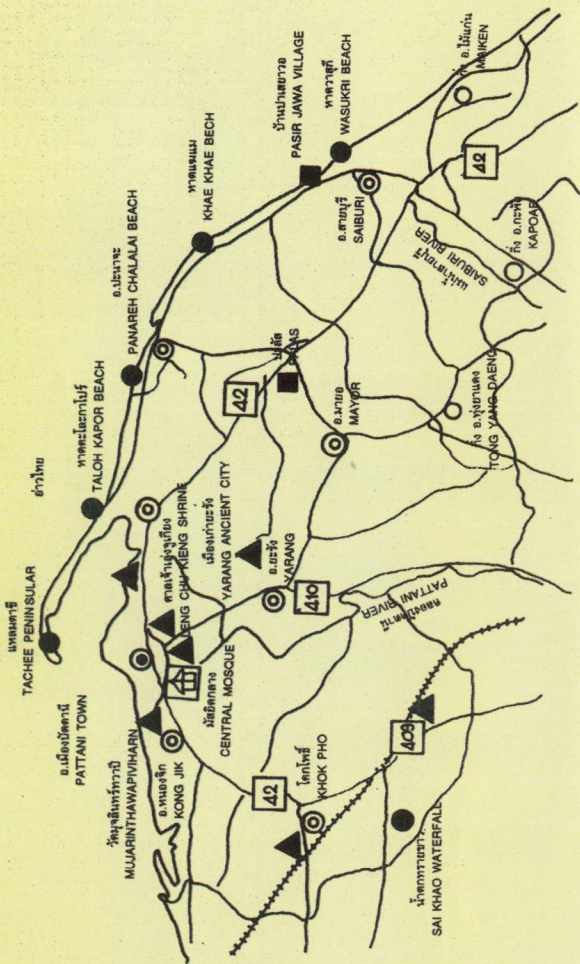 แหลมตาชี
TACHEE PENINSULAR
อ่าวไทย
หาดตะโละกาโปร์
TALOH KAPOR BEACH
อ.ปะนาเระ
PANAREH CHALALAI BEACH
หาดแฆแฆ
KHAE KHAE BECH
บ้านปาเสยาวอ
PASIR JAWA VILLAGE
หาดวาสุกรี
WASUKRI BEACH
กิ่ง อ.ไม้แก่น
MAIKEN
อ.เมืองปัตตานี
PATTANI TOWN
วัดมุจลินทร์ทวาปี
MUJARINTHAWAPIVIHARN
อ.หนองจิก
KONG JIK
มัสยิดกลาง
CENTRAL MOSQUE
ศาลเจ้าเล่งจูเกียง
LENG CHU KIENG SHRINE
เมืองเก่ายะรัง
YARANG ANCIENT CITY
อ.ยะรัง
YARANG
42
ปาลัส
PALAS
อ.มายอ
MAYOR
อ.สายบุรี
SAIBURI
42
แม่น้ำสายบุรี
SAIBURI RIVER
กิ่ง อ.กะพ้อ
KAPOAR
กิ่ง อ.ทุ่งยางแดง
TONG YANG DAENG
410
คลองปัตตานี
PATTANI RIVER
42
โคกโพธิ์
KHOK PHO
409
น้ำตกทรายขาว
SAI KHAO WATERFALL